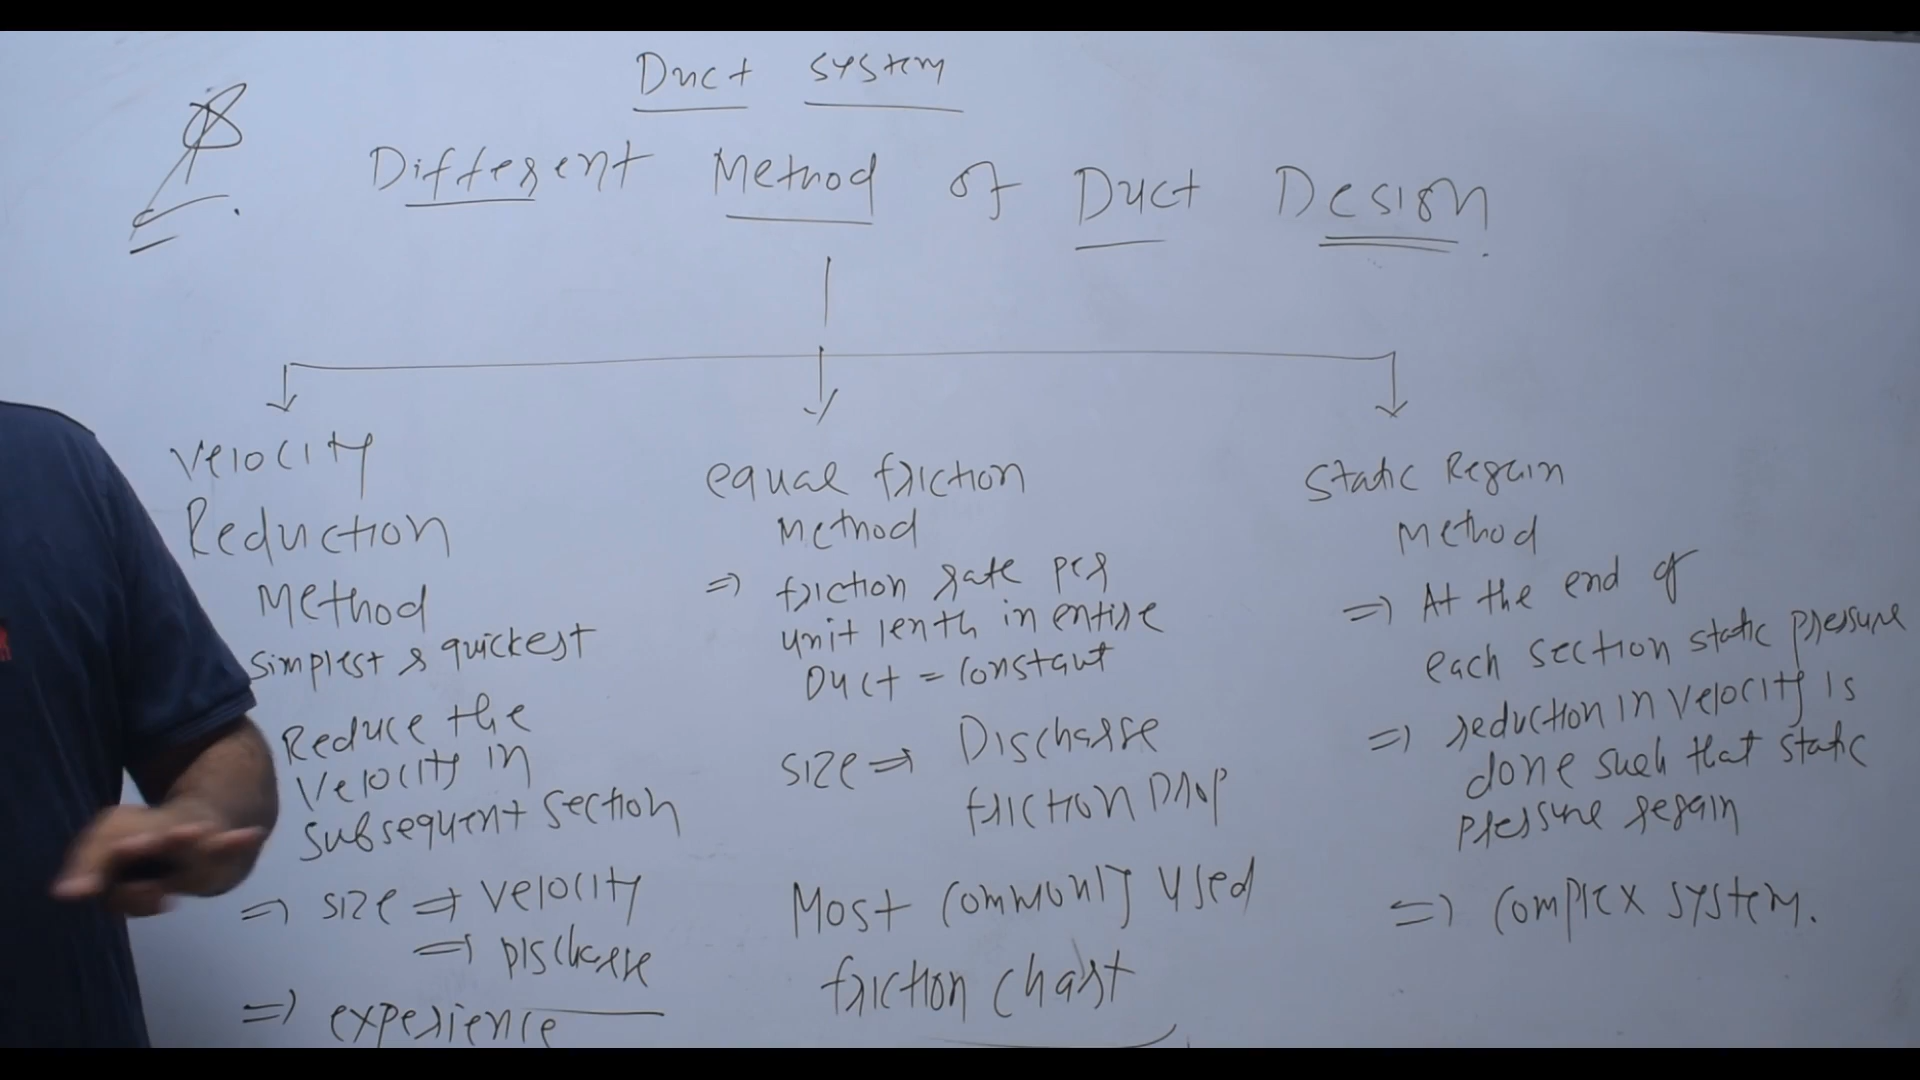 Duct system
Different Method of Duct Design.
Velocity
Reduction
Method
simplest & quickest
Reduce the
velocity in
subsequent section
=> size => velocity
=> Discharge
=> experience
equal friction
Method
=> friction rate per
unit lenth in entire
Duct = constant
size => Discharge
friction Drop
Most commonly used
friction chart
Static Regain
Method
=> At the end of
each section static pressure
=> reduction in velocity is
done such that static
pressure regain
=> complex system.